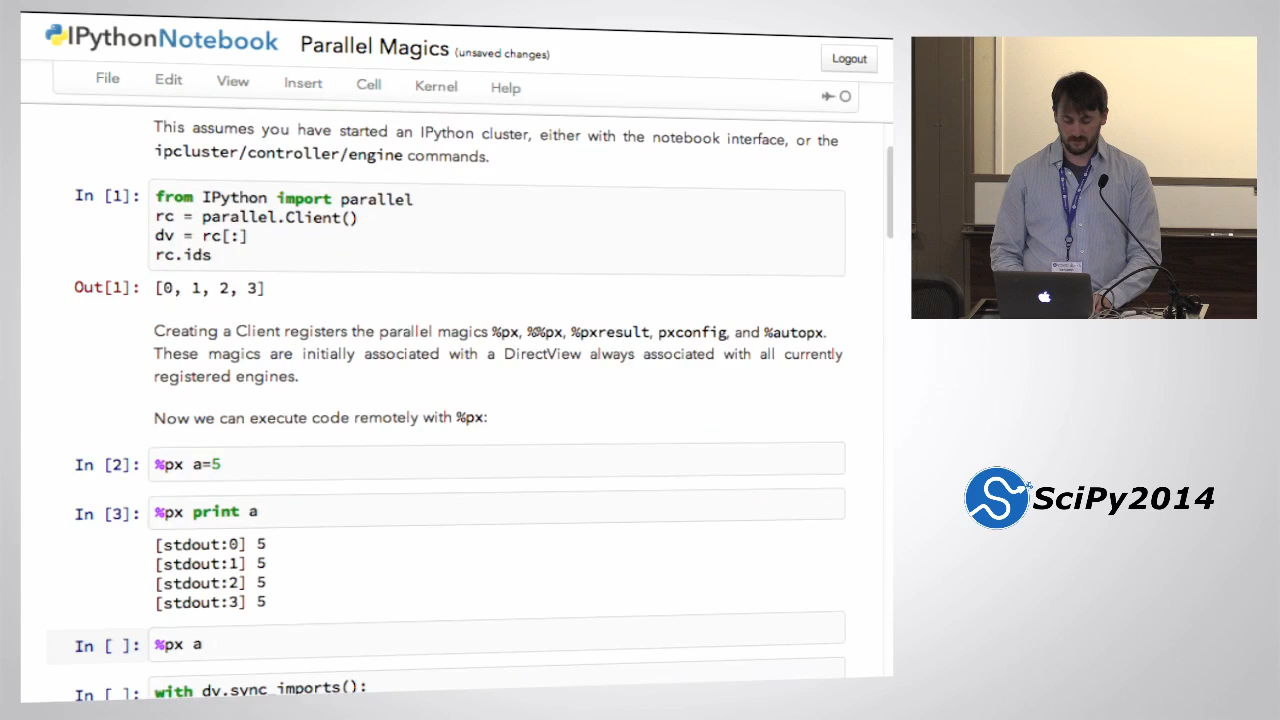 IPythonNotebook Parallel Magics (unsaved changes) Logout
File Edit View Insert Cell Kernel Help
This assumes you have started an IPython cluster, either with the notebook interface, or the
ipcluster/controller/engine commands.
In [1]: from IPython import parallel
rc = parallel.Client()
dv = rc[:]
rc.ids
Out[1]: [0, 1, 2, 3]
Creating a Client registers the parallel magics %px, %%px, %pxresult, pxconfig, and %autopx.
These magics are initially associated with a DirectView always associated with all currently
registered engines.
Now we can execute code remotely with %px:
In [2]: %px a=5
In [3]: %px print a
[stdout:0] 5
[stdout:1] 5
[stdout:2] 5
[stdout:3] 5
In [ ]: %px a
In [ ]: with dv.sync_imports():
SciPy2014